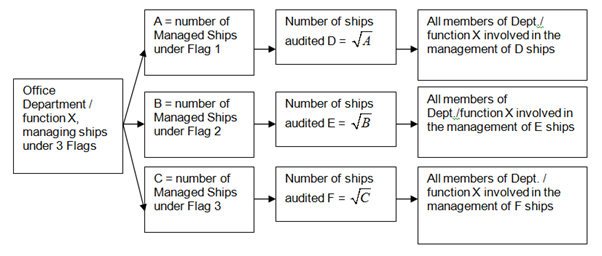 Office
Department /
function X,
managing ships
under 3 Flags
A = number of
Managed Ships
under Flag 1
Number of ships
audited D = √A
All members of Dept./
function X involved in the
management of D ships
B = number of
Managed Ships
under Flag 2
Number of ships
audited E = √B
All members of
Dept./function X involved in
the management of E ships
C = number of
Managed Ships
under Flag 3
Number of ships
audited F = √C
All members of Dept. /
function X involved in the
management of F ships